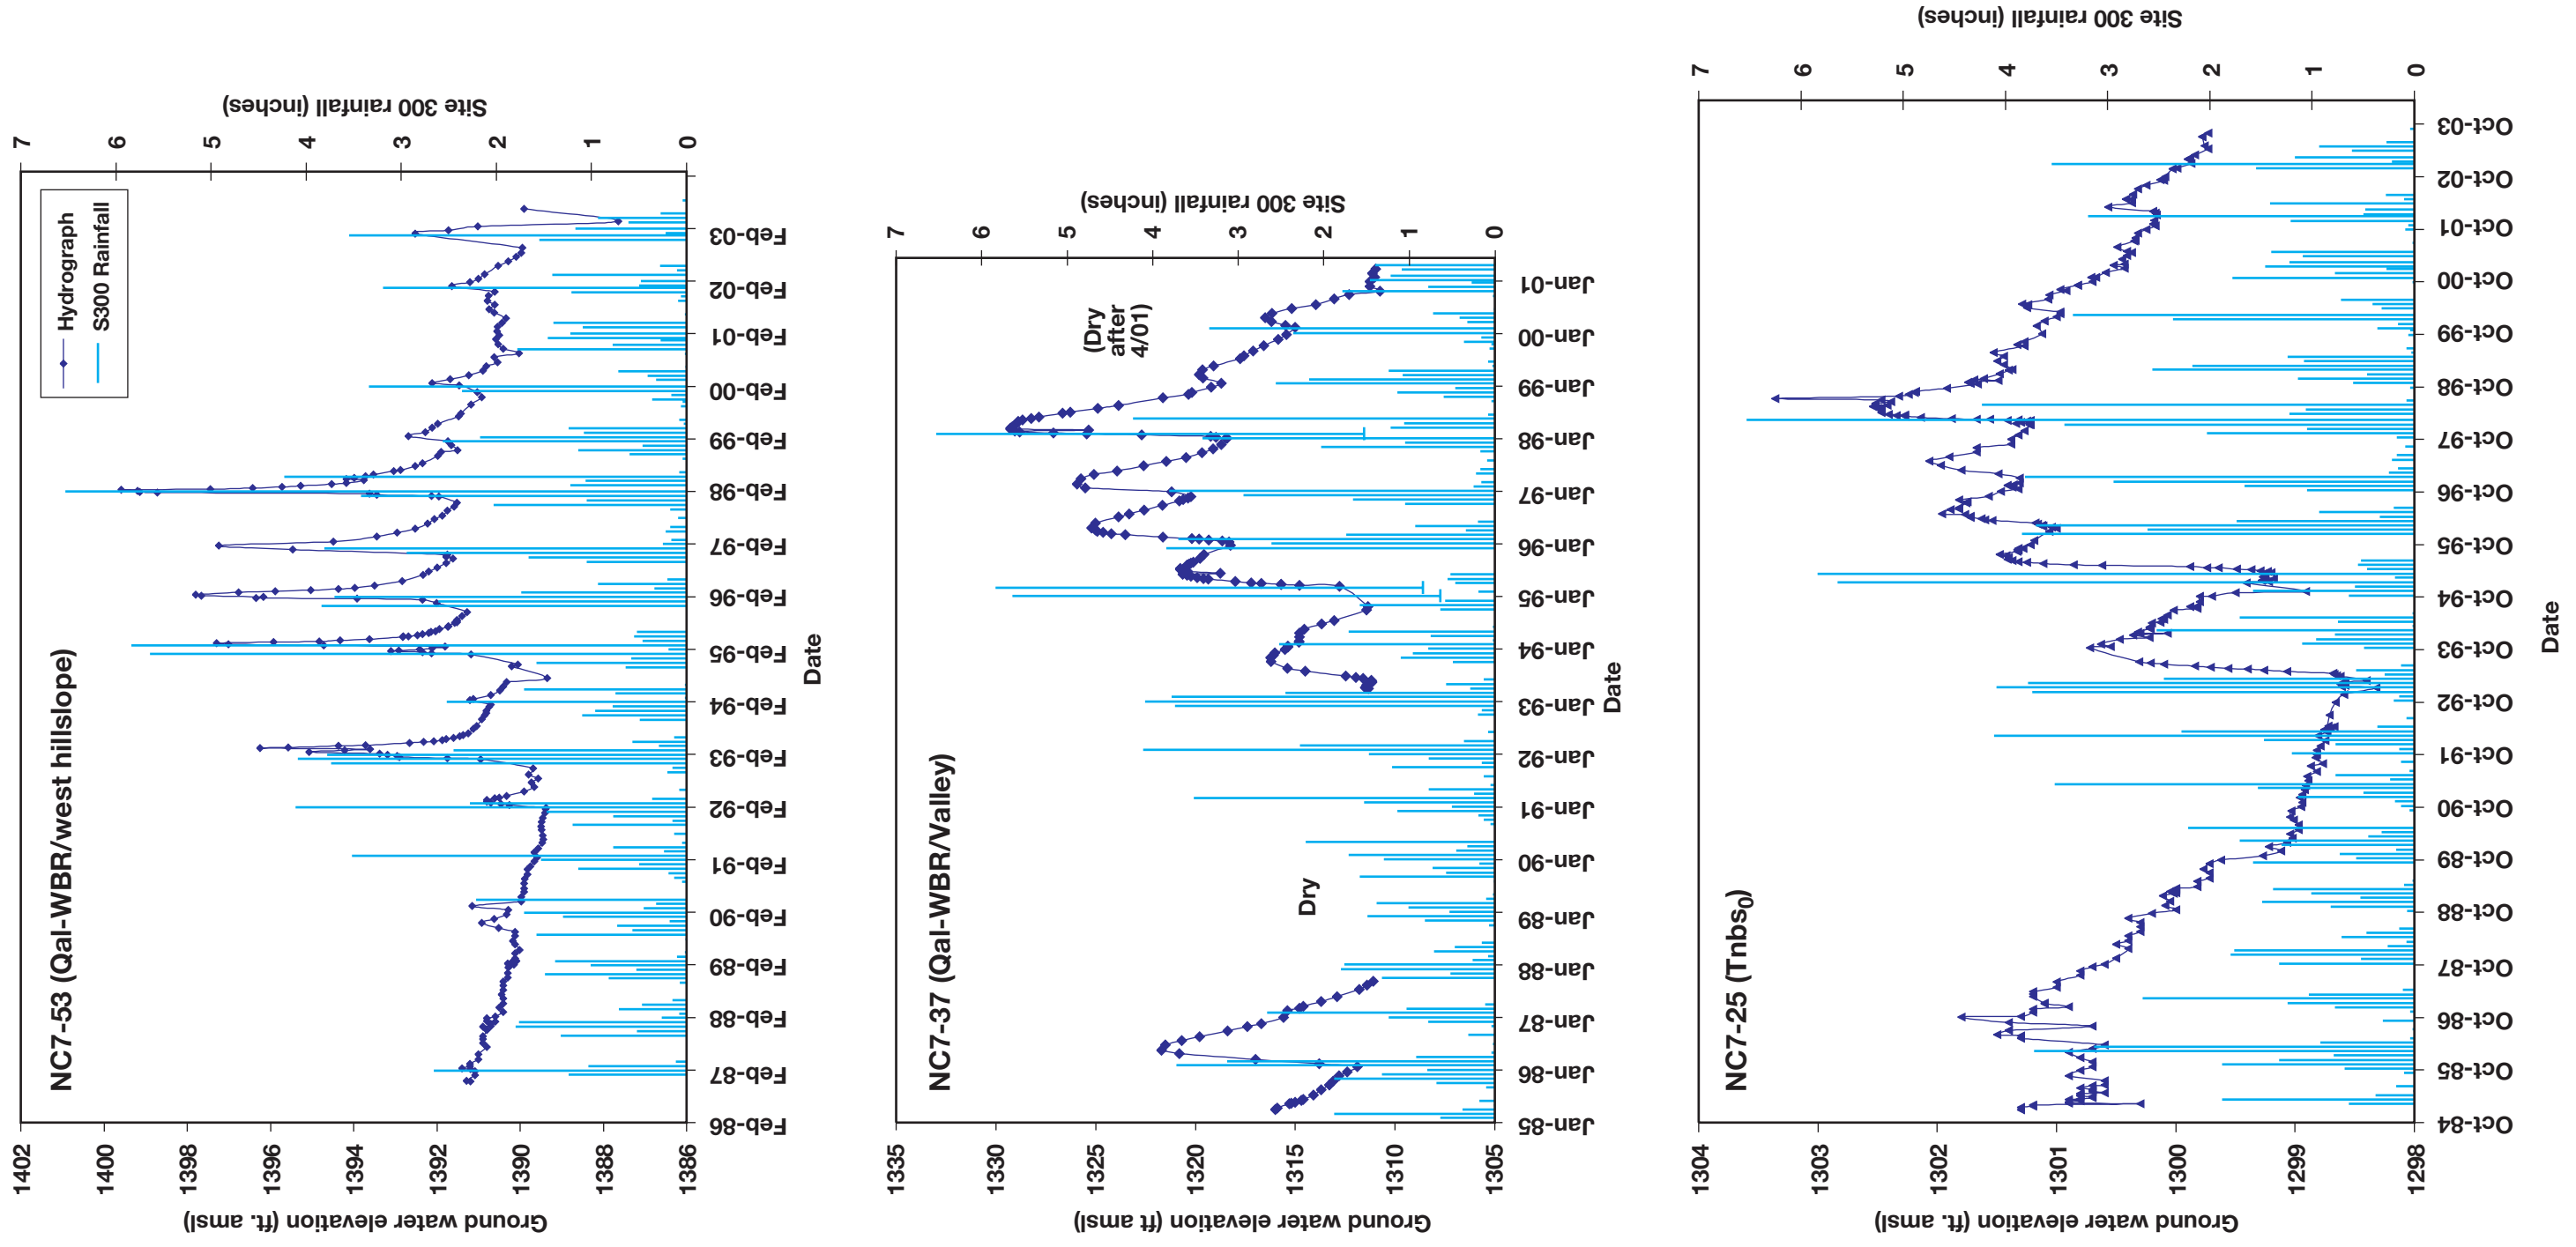 NC7-53 (Qal-WBR/west hillslope)
Hydrograph
S300 Rainfall
Ground water elevation (ft. amsl)
1402
1400
1398
1396
1394
1392
1390
1388
1386
Site 300 rainfall (inches)
7
6
5
4
3
2
1
0
Feb-86
Feb-87
Feb-88
Feb-89
Feb-90
Feb-91
Feb-92
Feb-93
Feb-94
Feb-95
Feb-96
Feb-97
Feb-98
Feb-99
Feb-00
Feb-01
Feb-02
Feb-03
Date
NC7-37 (Qal-WBR/Valley)
Dry
(Dry
after
4/01)
Ground water elevation (ft amsl)
1335
1330
1325
1320
1315
1310
1305
Site 300 rainfall (inches)
7
6
5
4
3
2
1
0
Jan-85
Jan-86
Jan-87
Jan-88
Jan-89
Jan-90
Jan-91
Jan-92
Jan-93
Jan-94
Jan-95
Jan-96
Jan-97
Jan-98
Jan-99
Jan-00
Jan-01
Date
NC7-25 (Tnbs0)
Ground water elevation (ft. amsl)
1304
1303
1302
1301
1300
1299
1298
Site 300 rainfall (inches)
7
6
5
4
3
2
1
0
Oct-84
Oct-85
Oct-86
Oct-87
Oct-88
Oct-89
Oct-90
Oct-91
Oct-92
Oct-93
Oct-94
Oct-95
Oct-96
Oct-97
Oct-98
Oct-99
Oct-00
Oct-01
Oct-02
Oct-03
Date